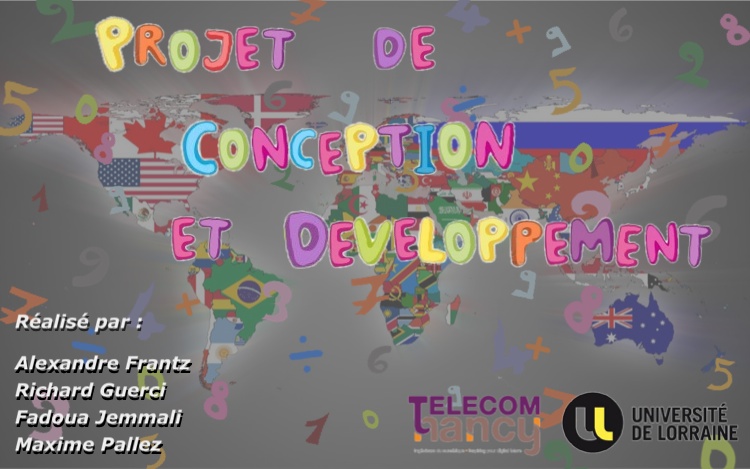 PROJET DE
CONCEPTION
ET DEVELOPPEMENT
Réalisé par :
Alexandre Frantz
Richard Guerci
Fadoua Jemmali
Maxime Pallez
TELECOM
nancy
UNIVERSITÉ
DE LORRAINE